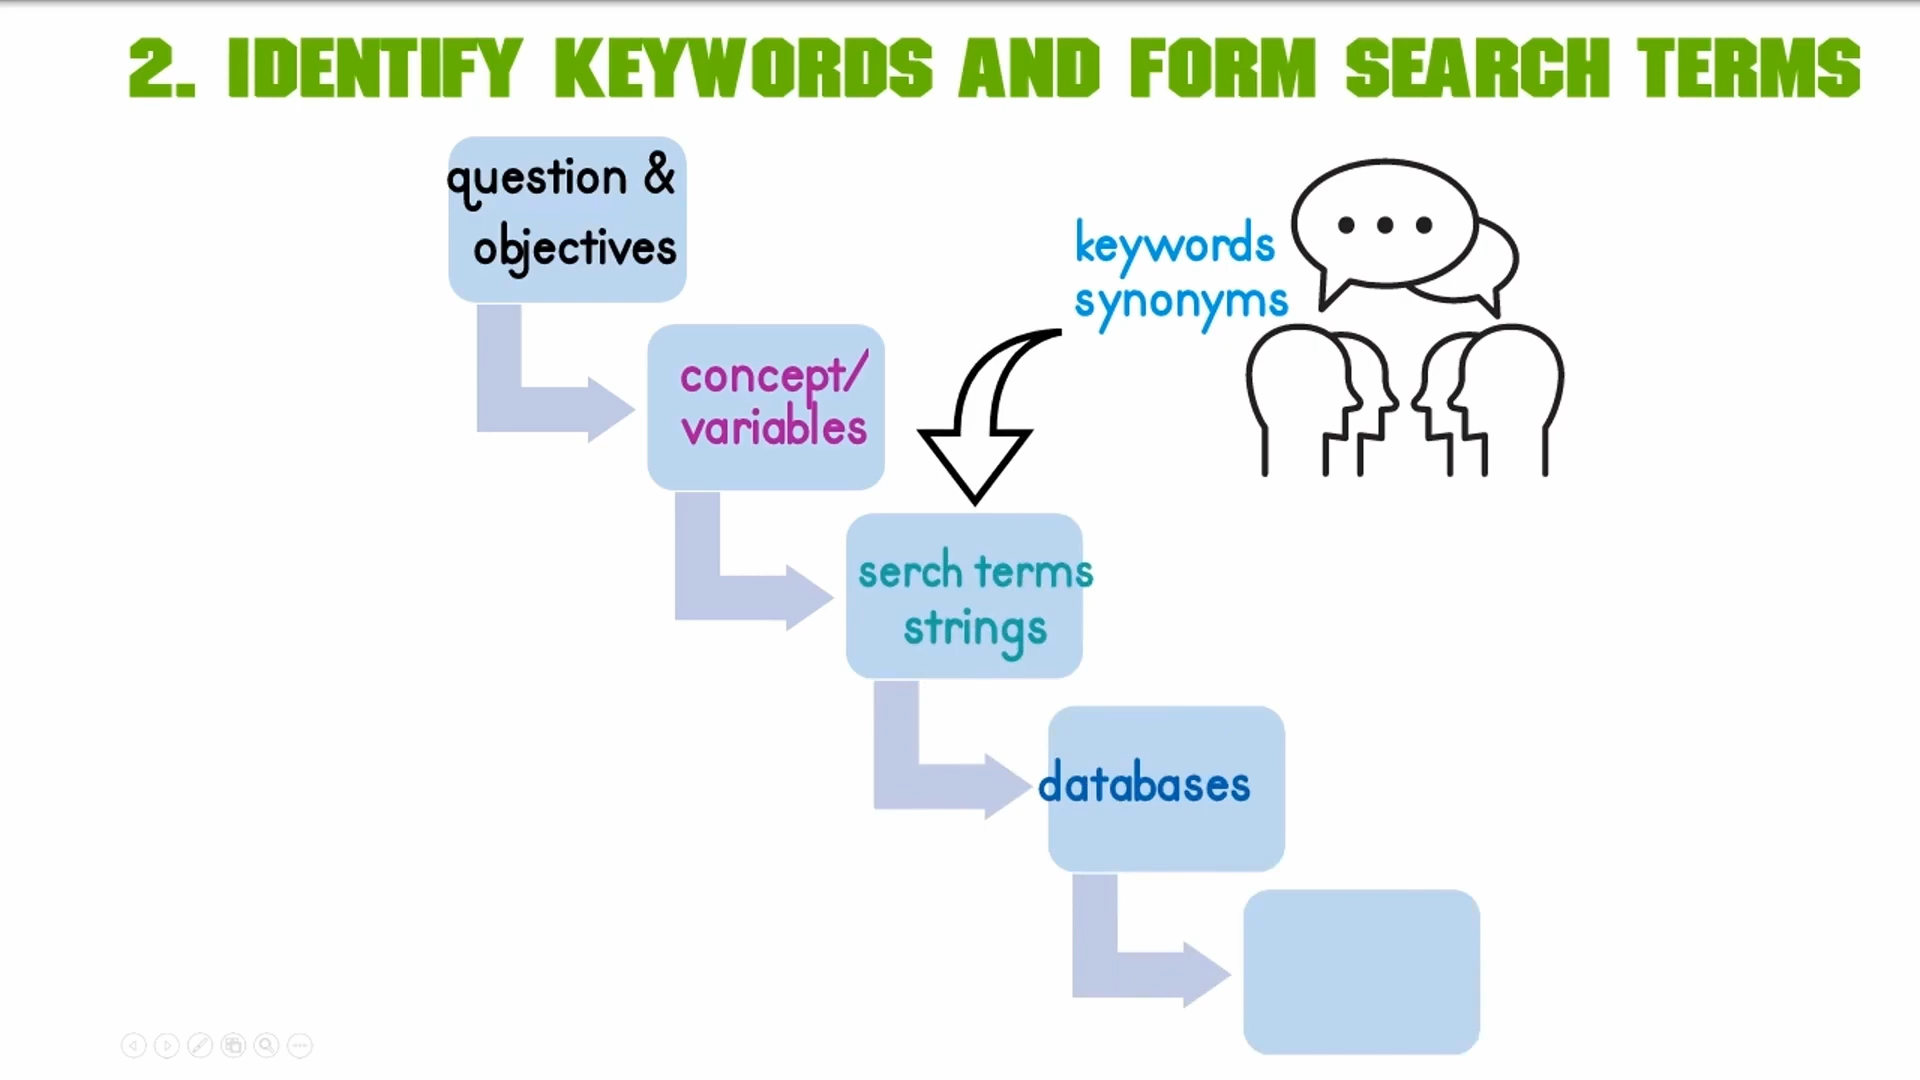 2. IDENTIFY KEYWORDS AND FORM SEARCH TERMS
question &
objectives
keywords
synonyms
concept/
variables
serch terms
strings
databases